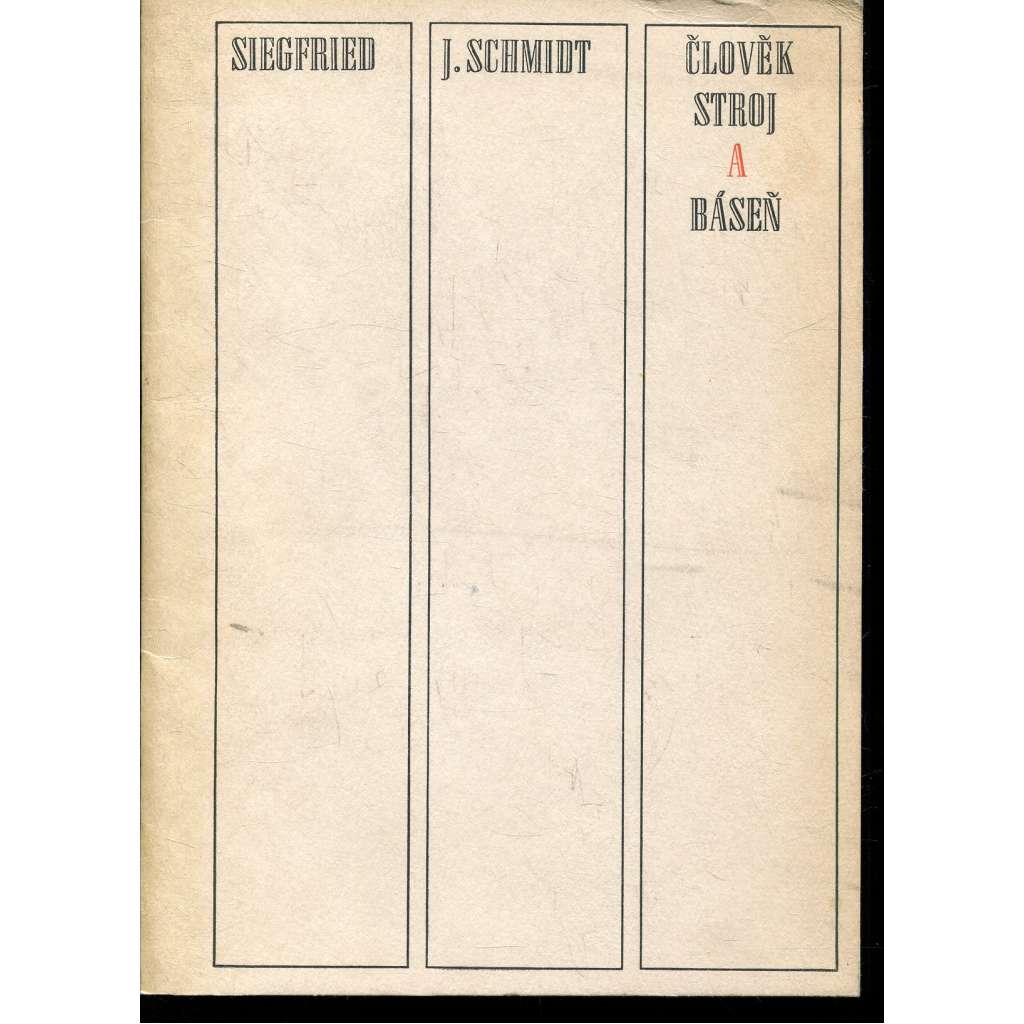 SIEGFRIED
J. SCHMIDT
ČLOVĚK
STROJ
A
BÁSEŇ